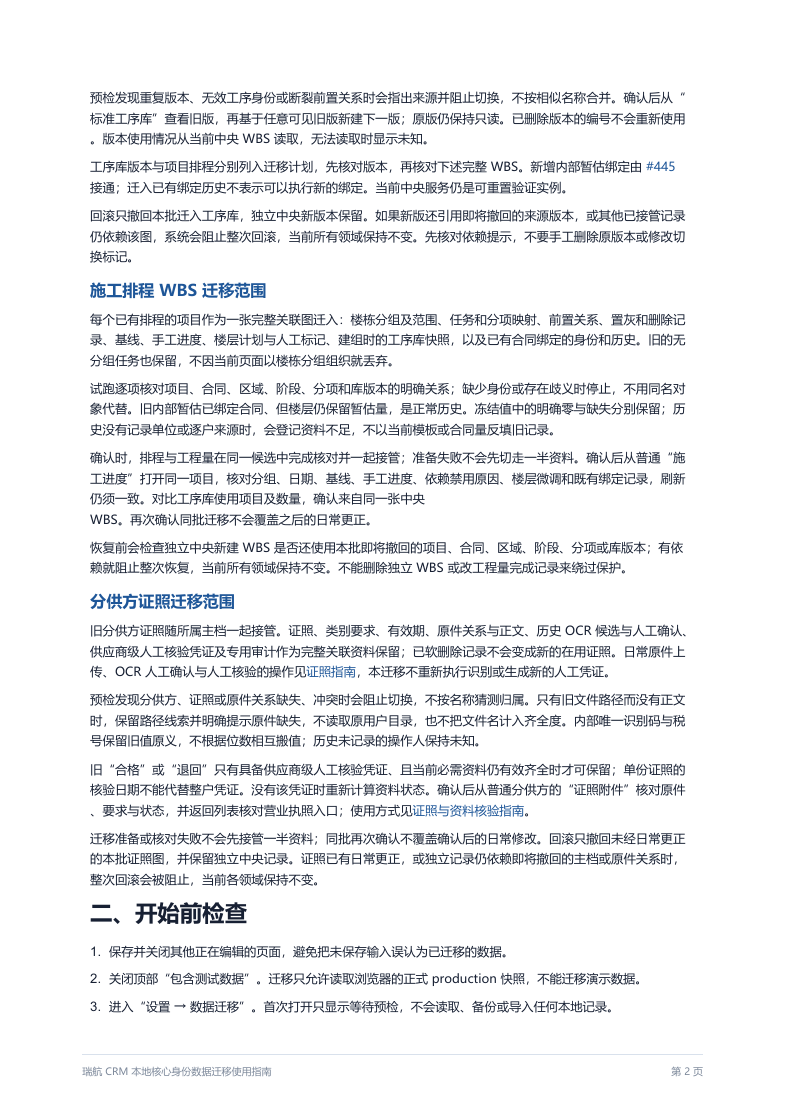 预检发现重复版本、无效工序身份或断裂前置关系时会指出来源并阻止切换，不按相似名称合并。确认后从“
标准工序库”查看旧版，再基于任意可见旧版新建下一版；原版仍保持只读。已删除版本的编号不会重新使用
。版本使用情况从当前中央 WBS 读取，无法读取时显示未知。
工序库版本与项目排程分别列入迁移计划，先核对版本，再核对下述完整 WBS。新增内部暂估绑定由 #445
接通；迁入已有绑定历史不表示可以执行新的绑定。当前中央服务仍是可重置验证实例。
回滚只撤回本批迁入工序库，独立中央新版本保留。如果新版还引用即将撤回的来源版本，或其他已接管记录
仍依赖该图，系统会阻止整次回滚，当前所有领域保持不变。先核对依赖提示，不要手工删除原版本或修改切
换标记。
施工排程 WBS 迁移范围
每个已有排程的项目作为一张完整关联图迁入：楼栋分组及范围、任务和分项映射、前置关系、置灰和删除记
录、基线、手工进度、楼层计划与人工标记、建组时的工序库快照，以及已有合同绑定的身份和历史。旧的无
分组任务也保留，不因当前页面以楼栋分组组织就丢弃。
试跑逐项核对项目、合同、区域、阶段、分项和库版本的明确关系；缺少身份或存在歧义时停止，不用同名对
象代替。旧内部暂估已绑定合同、但楼层仍保留暂估量，是正常历史。冻结值中的明确零与缺失分别保留；历
史没有记录单位或逐户来源时，会登记资料不足，不以当前模板或合同量反填旧记录。
确认时，排程与工程量在同一候选中完成核对并一起接管；准备失败不会先切走一半资料。确认后从普通“施
工进度”打开同一项目，核对分组、日期、基线、手工进度、依赖禁用原因、楼层微调和既有绑定记录，刷新
仍须一致。对比工序库使用项目及数量，确认来自同一张中央
WBS。再次确认同批迁移不会覆盖之后的日常更正。
恢复前会检查独立中央新建 WBS 是否还使用本批即将撤回的项目、合同、区域、阶段、分项或库版本；有依
赖就阻止整次恢复，当前所有领域保持不变。不能删除独立 WBS 或改工程量完成记录来绕过保护。
分供方证照迁移范围
旧分供方证照随所属主档一起接管。证照、类别要求、有效期、原件关系与正文、历史 OCR 候选与人工确认、
供应商级人工核验凭证及专用审计作为完整关联资料保留；已软删除记录不会变成新的在用证照。日常原件上
传、OCR 人工确认与人工核验的操作见证照指南，本迁移不重新执行识别或生成新的人工凭证。
预检发现分供方、证照或原件关系缺失、冲突时会阻止切换，不按名称猜测归属。只有旧文件路径而没有正文
时，保留路径线索并明确提示原件缺失，不读取原用户目录，也不把文件名计入齐全度。内部唯一识别码与税
号保留旧值原义，不根据位数相互搬值；历史未记录的操作人保持未知。
旧“合格”或“退回”只有具备供应商级人工核验凭证、且当前必需资料仍有效齐全时才可保留；单份证照的
核验日期不能代替整户凭证。没有该凭证时重新计算资料状态。确认后从普通分供方的“证照附件”核对原件
、要求与状态，并返回列表核对营业执照入口；使用方式见证照与资料核验指南。
迁移准备或核对失败不会先接管一半资料；同批再次确认不覆盖确认后的日常修改。回滚只撤回未经日常更正
的本批证照图，并保留独立中央记录。证照已有日常更正，或独立记录仍依赖即将撤回的主档或原件关系时，
整次回滚会被阻止，当前各领域保持不变。
二、开始前检查
1. 保存并关闭其他正在编辑的页面，避免把未保存输入误认为已迁移的数据。
2. 关闭顶部“包含测试数据”。迁移只允许读取浏览器的正式 production 快照，不能迁移演示数据。
3. 进入“设置 → 数据迁移”。首次打开只显示等待预检，不会读取、备份或导入任何本地记录。
瑞航 CRM 本地核心身份数据迁移使用指南
第 2 页